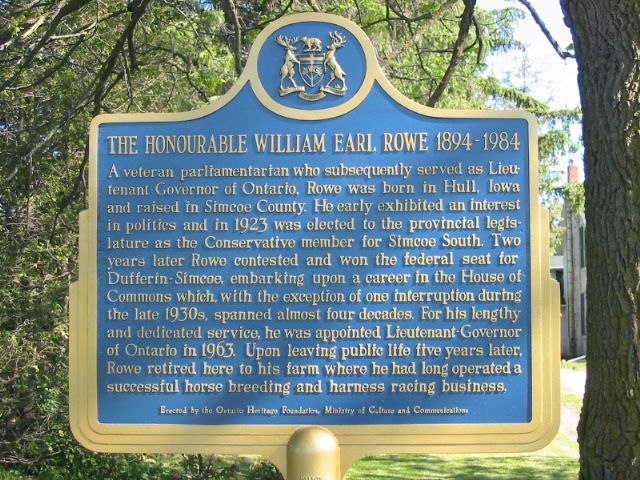 THE HONOURABLE WILLIAM EARL ROWE 1894-1984
A veteran parliamentarian who subsequently served as Lieu-
tenant-Governor of Ontario, Rowe was born in Hull, Iowa
and raised in Simcoe County. He early exhibited an interest
in politics and in 1923 was elected to the provincial legis-
lature as the Conservative member for Simcoe South. Two
years later Rowe contested and won the federal seat for
Dufferin-Simcoe, embarking upon a career in the House of
Commons which, with the exception of one interruption during
the late 1930s, spanned almost four decades. For his lengthy
and dedicated service, he was appointed Lieutenant-Governor
of Ontario in 1963. Upon leaving public life five years later,
Rowe retired here to his farm where he had long operated a
successful horse breeding and harness racing business.
Erected by the Ontario Heritage Foundation, Ministry of Culture and Communications